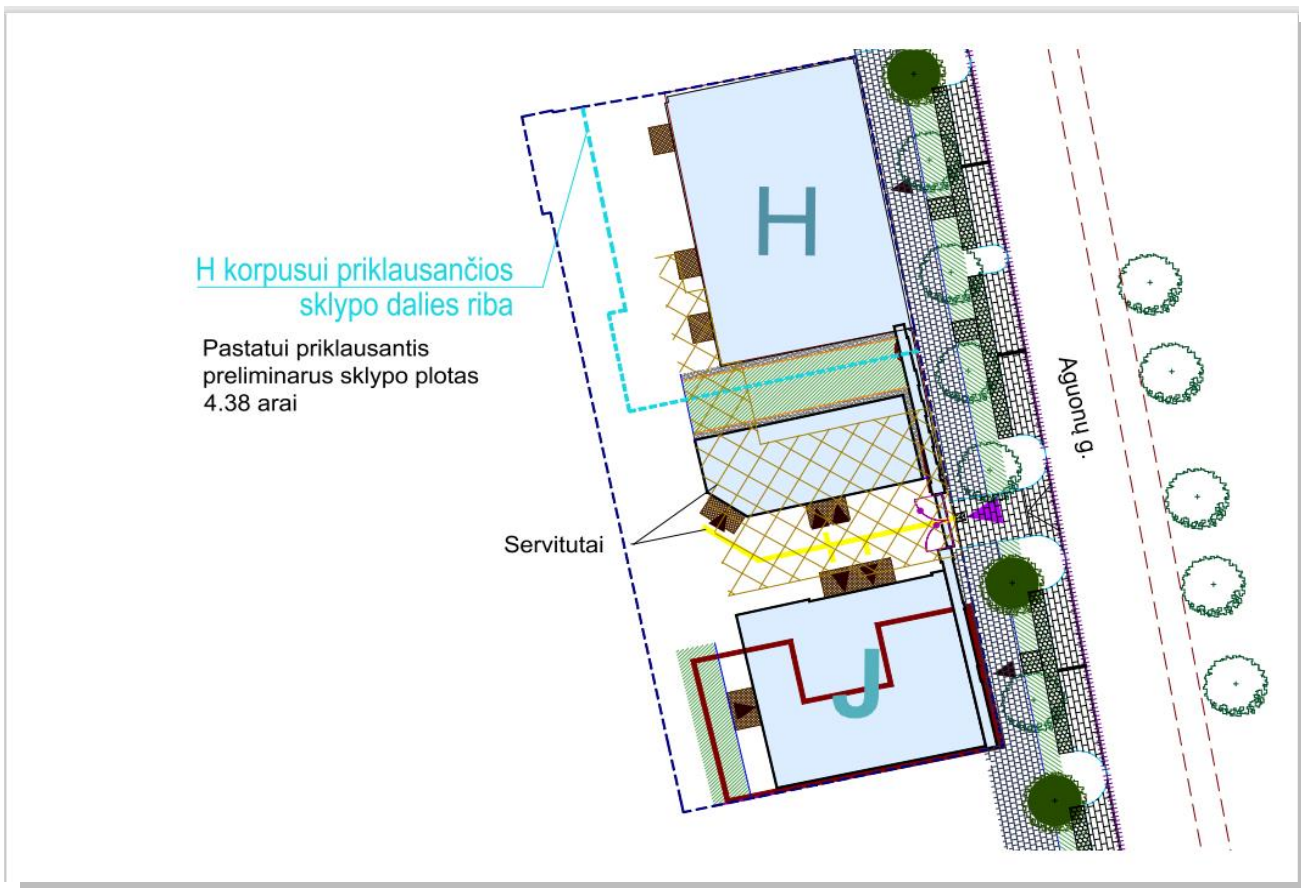 H
H korpusui priklausančios
sklypo dalies riba
Pastatui priklausantis
preliminarus sklypo plotas
4.38 arai
Aguonų g.
Servitutai
J